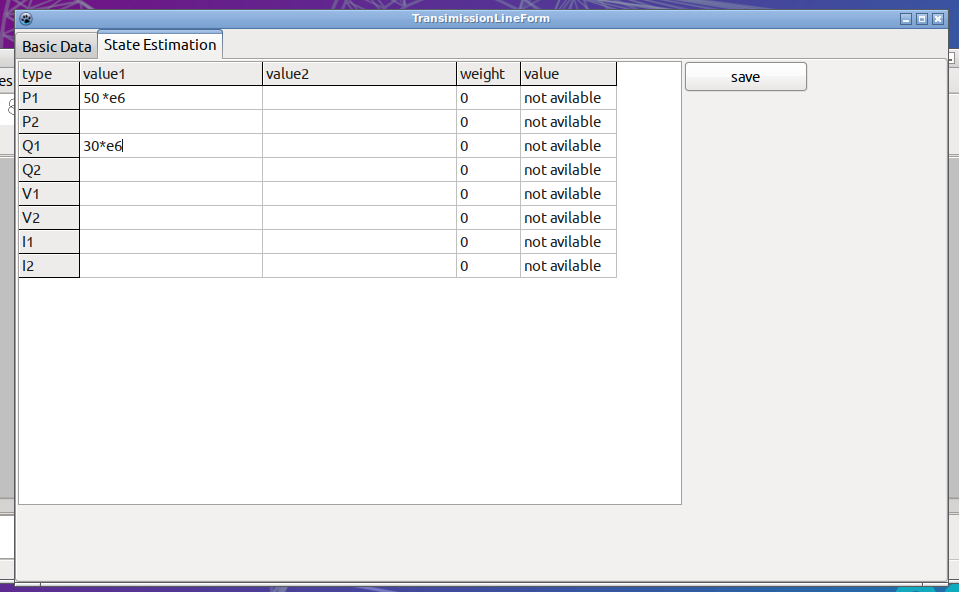 TransimissionLineForm
es
Basic Data State Estimation
type value1 value2 weight value
save
P1 50 *e6 0 not avilable
P2 0 not avilable
Q1 30*e6 0 not avilable
Q2 0 not avilable
V1 0 not avilable
V2 0 not avilable
I1 0 not avilable
I2 0 not avilable